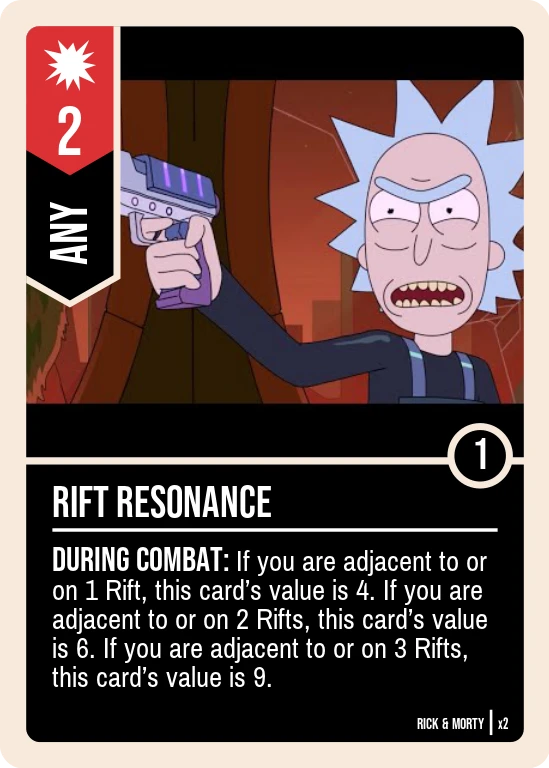 2
ANY
1
RIFT RESONANCE
DURING COMBAT: If you are adjacent to or
on 1 Rift, this card's value is 4. If you are
adjacent to or on 2 Rifts, this card's value
is 6. If you are adjacent to or on 3 Rifts,
this card's value is 9.
RICK & MORTY | x2